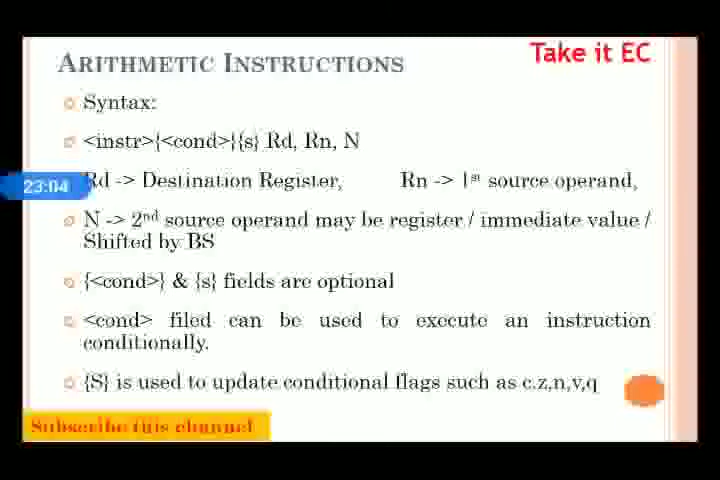 Take it EC
ARITHMETIC INSTRUCTIONS
Syntax:
<instr>{<cond>}{s} Rd, Rn, N
23:04
Rd -> Destination Register, Rn -> 1st source operand,
N -> 2nd source operand may be register / immediate value /
Shifted by BS
{<cond>} & {s} fields are optional
<cond> filed can be used to execute an instruction
conditionally.
{S} is used to update conditional flags such as c.z,n,v,q
Subscribe this channel